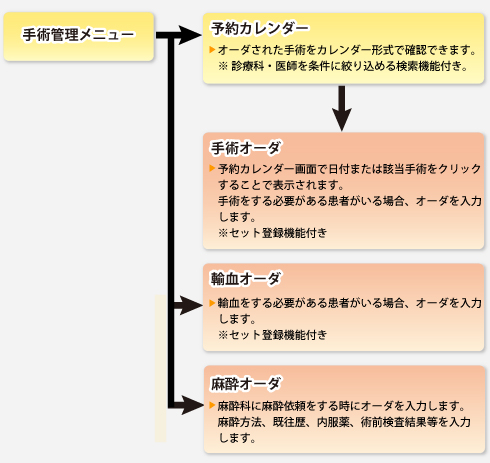 手術管理メニュー
予約カレンダー
オーダされた手術をカレンダー形式で確認できます。
※ 診療科・医師を条件に絞り込める検索機能付き。
手術オーダ
予約カレンダー画面で日付または該当手術をクリック
することで表示されます。
手術をする必要がある患者がいる場合、オーダを入力
します。
※セット登録機能付き
輸血オーダ
輸血をする必要がある患者がいる場合、オーダを入力
します。
※セット登録機能付き
麻酔オーダ
麻酔科に麻酔依頼をする時にオーダを入力します。
麻酔方法、既往歴、内服薬、術前検査結果等を入力
します。